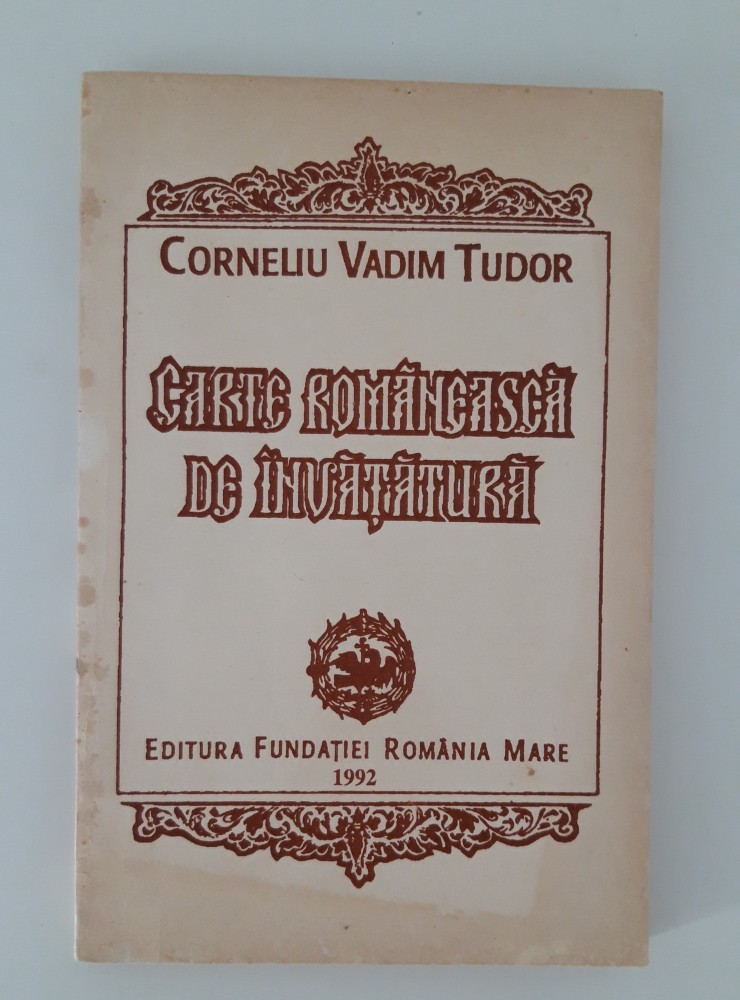 CORNELIU VADIM TUDOR
CARTE ROMÂNEASCĂ
DE ÎNVĂȚĂTURĂ
EDITURA FUNDAȚIEI ROMÂNIA MARE
1992